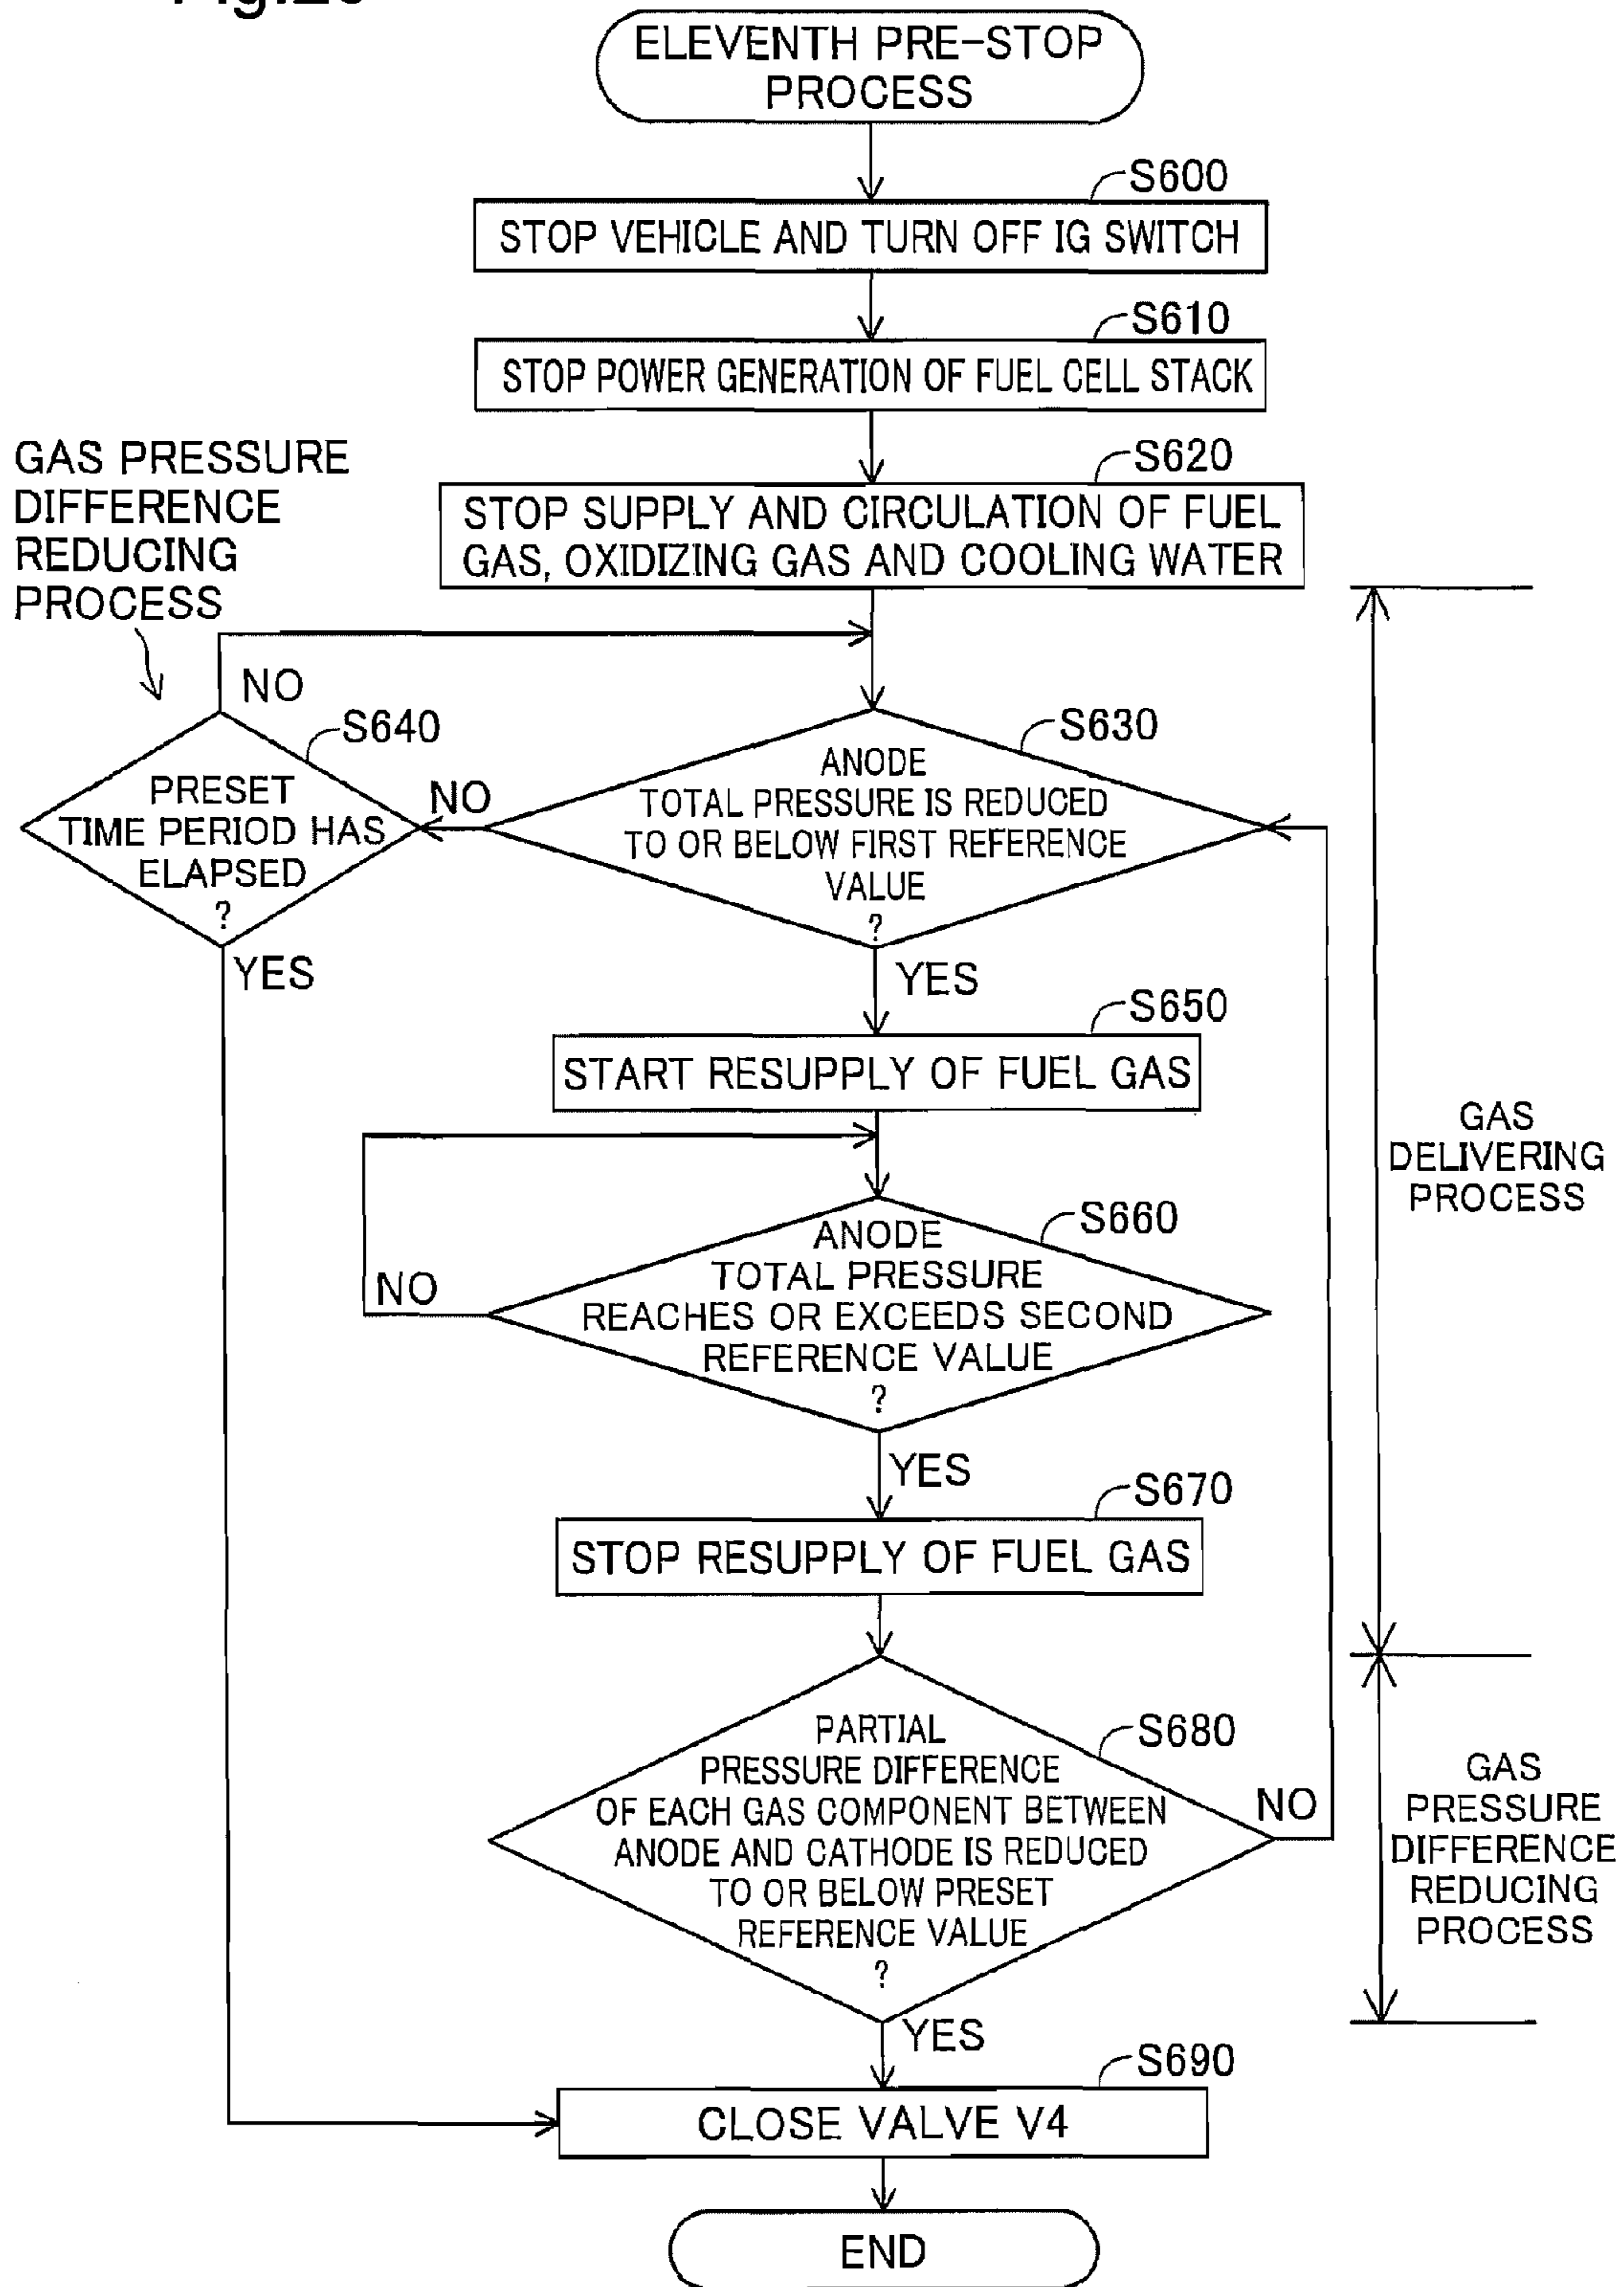 ELEVENTH PRE-STOP
PROCESS
S600
STOP VEHICLE AND TURN OFF IG SWITCH
S610
STOP POWER GENERATION OF FUEL CELL STACK
S620
STOP SUPPLY AND CIRCULATION OF FUEL
GAS, OXIDIZING GAS AND COOLING WATER
GAS PRESSURE
DIFFERENCE
REDUCING
PROCESS
NO
S640
PRESET
TIME PERIOD HAS
ELAPSED
?
YES
NO
S630
ANODE
TOTAL PRESSURE IS REDUCED
TO OR BELOW FIRST REFERENCE
VALUE
?
YES
S650
START RESUPPLY OF FUEL GAS
S660
ANODE
TOTAL PRESSURE
REACHES OR EXCEEDS SECOND
REFERENCE VALUE
?
NO
YES
S670
STOP RESUPPLY OF FUEL GAS
GAS
DELIVERING
PROCESS
S680
PARTIAL
PRESSURE DIFFERENCE
OF EACH GAS COMPONENT BETWEEN
ANODE AND CATHODE IS REDUCED
TO OR BELOW PRESET
REFERENCE VALUE
?
NO
YES
GAS
PRESSURE
DIFFERENCE
REDUCING
PROCESS
S690
CLOSE VALVE V4
END